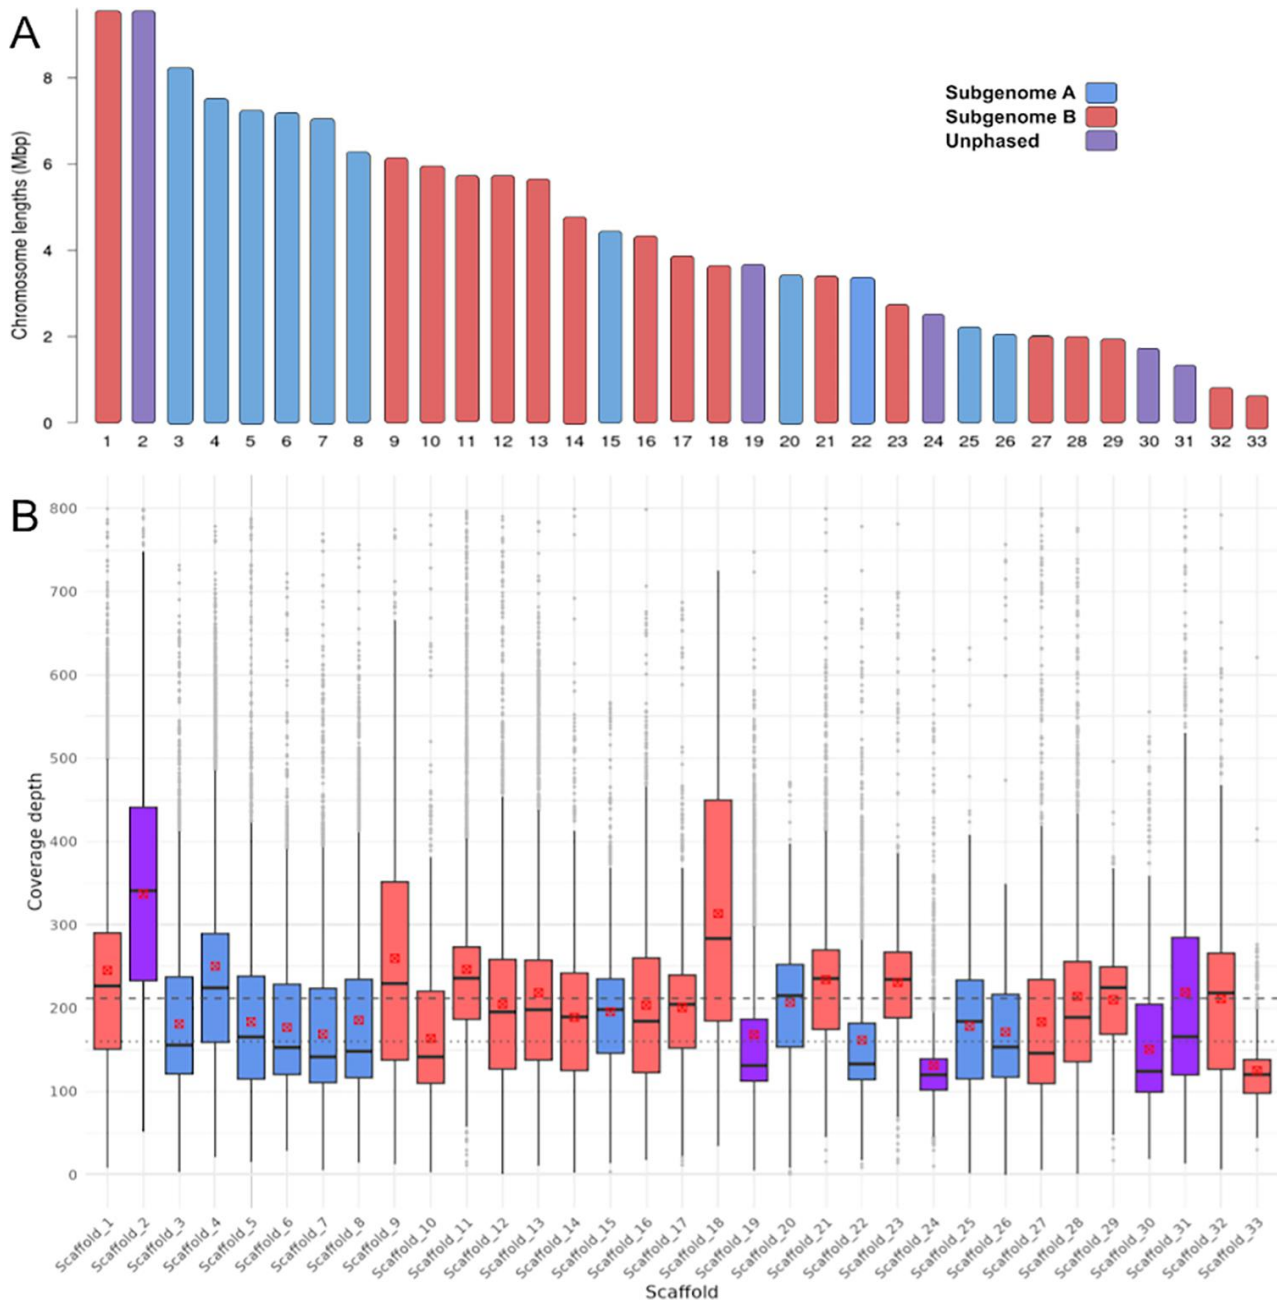 A
Chromosome lengths (Mbp)
8
6
4
2
0
Subgenome A
Subgenome B
Unphased
1 2 3 4 5 6 7 8 9 10 11 12 13 14 15 16 17 18 19 20 21 22 23 24 25 26 27 28 29 30 31 32 33
B
Coverage depth
800
700
600
500
400
300
200
100
0
Scaffold_1
Scaffold_2
Scaffold_3
Scaffold_4
Scaffold_5
Scaffold_6
Scaffold_7
Scaffold_8
Scaffold_9
Scaffold_10
Scaffold_11
Scaffold_12
Scaffold_13
Scaffold_14
Scaffold_15
Scaffold_16
Scaffold_17
Scaffold_18
Scaffold_19
Scaffold_20
Scaffold_21
Scaffold_22
Scaffold_23
Scaffold_24
Scaffold_25
Scaffold_26
Scaffold_27
Scaffold_28
Scaffold_29
Scaffold_30
Scaffold_31
Scaffold_32
Scaffold_33
Scaffold